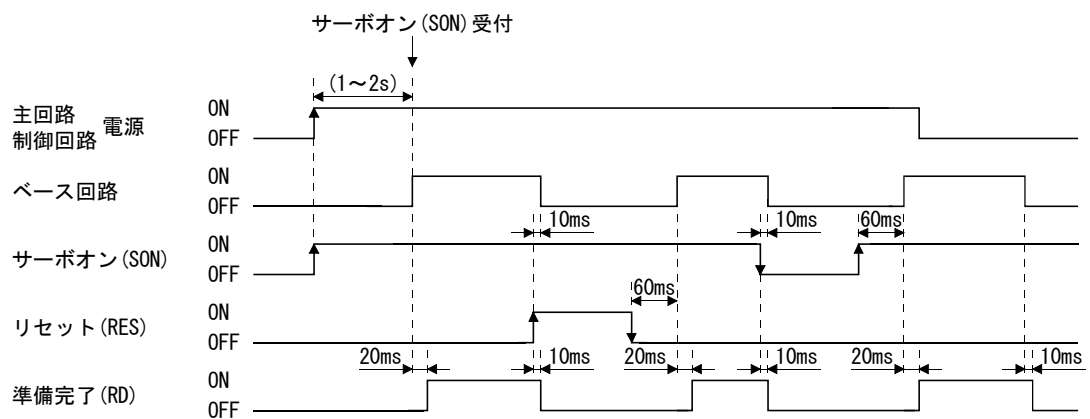 サーボオン(SON)受付
(1～2s)
主回路
制御回路
電源
ON
OFF
ベース回路
ON
OFF
10ms
10ms
60ms
サーボオン(SON)
ON
OFF
60ms
リセット(RES)
ON
OFF
20ms
10ms
20ms
10ms
20ms
10ms
準備完了(RD)
ON
OFF